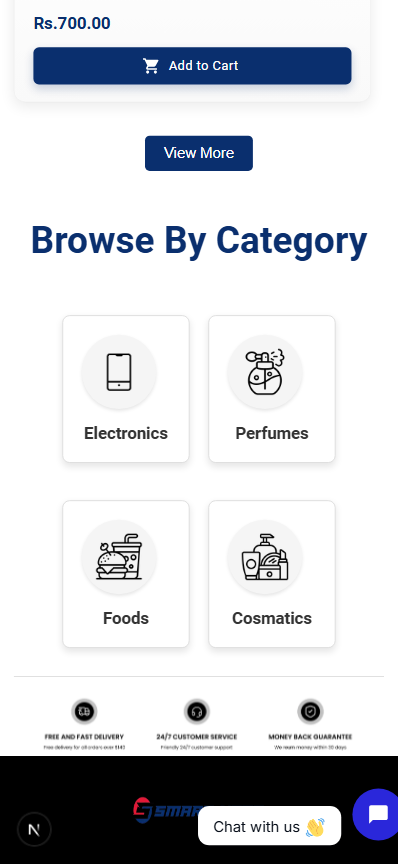 Rs.700.00
Add to Cart
View More
Browse By Category
Electronics
Perfumes
Foods
Cosmatics
FREE AND FAST DELIVERY
24/7 CUSTOMER SERVICE
MONEY BACK GUARANTEE
Free delivery for all orders over $140
Friendly 24/7 customer support
We return money within 30 days
SMAR
N
Chat with us 👋